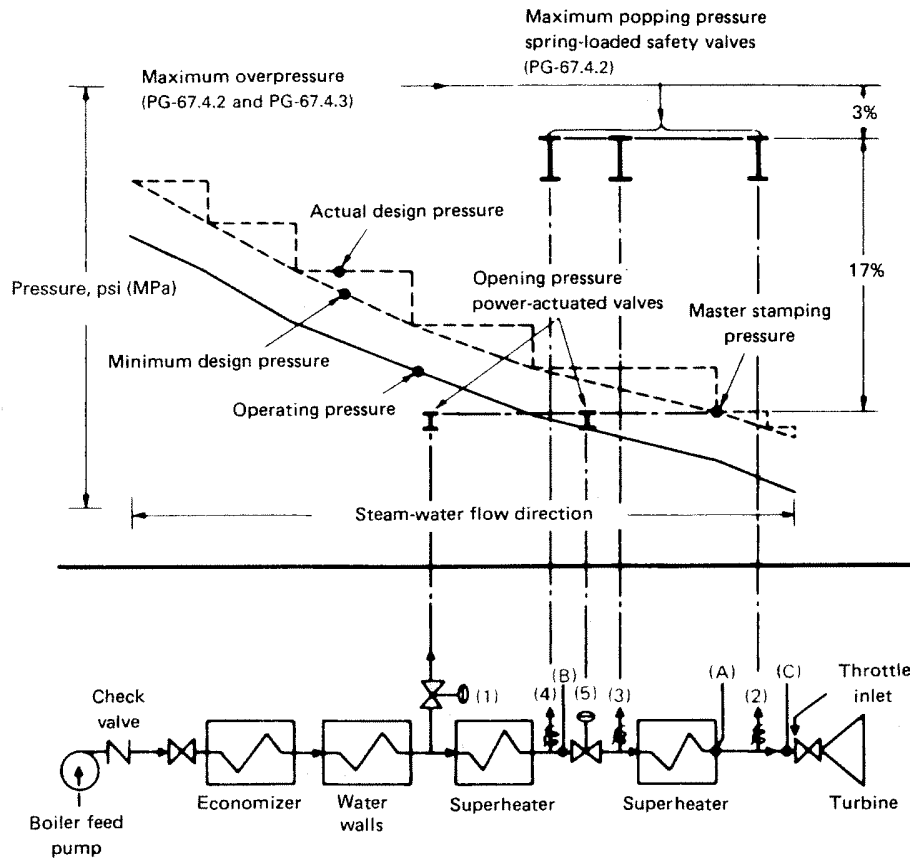 Maximum popping pressure
spring-loaded safety valves
(PG-67.4.2)
Maximum overpressure
(PG-67.4.2 and PG-67.4.3)
3%
Actual design pressure
Opening pressure
power-actuated valves
17%
Pressure, psi (MPa)
Master stamping
pressure
Minimum design pressure
Operating pressure
Steam-water flow direction
Check
valve
(1)
(4)
(B)
(5)
(3)
(A)
(2)
(C)
Throttle
inlet
Economizer
Water
walls
Superheater
Superheater
Turbine
Boiler feed
pump